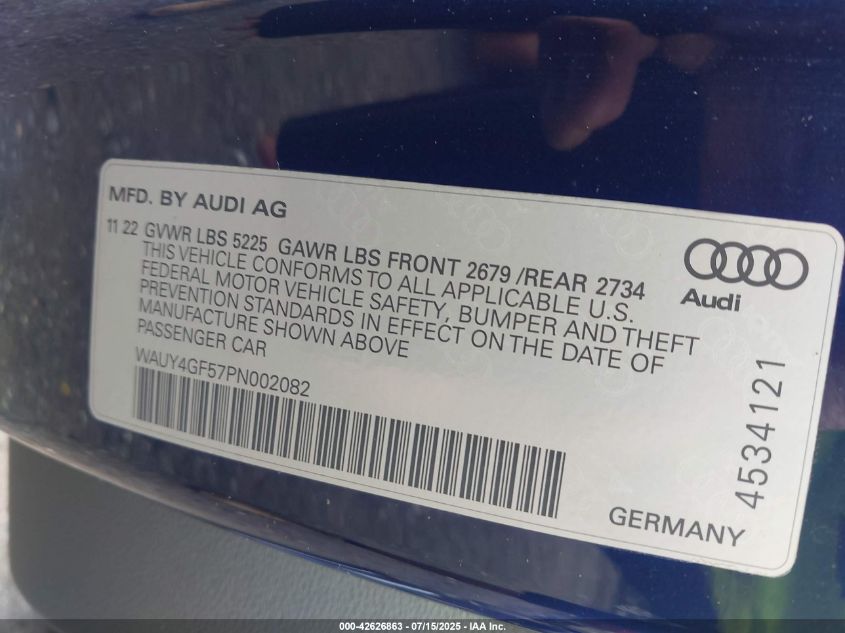 MFD. BY AUDI AG
11 22 GVWR LBS 5225 GAWR LBS FRONT 2679 /REAR 2734
THIS VEHICLE CONFORMS TO ALL APPLICABLE U.S.
FEDERAL MOTOR VEHICLE SAFETY, BUMPER AND THEFT
PREVENTION STANDARDS IN EFFECT ON THE DATE OF
MANUFACTURE SHOWN ABOVE
PASSENGER CAR
WAUY4GF57PN002082
Audi
4534121
GERMANY
000-42626863 - 07/15/2025 - IAA Inc.